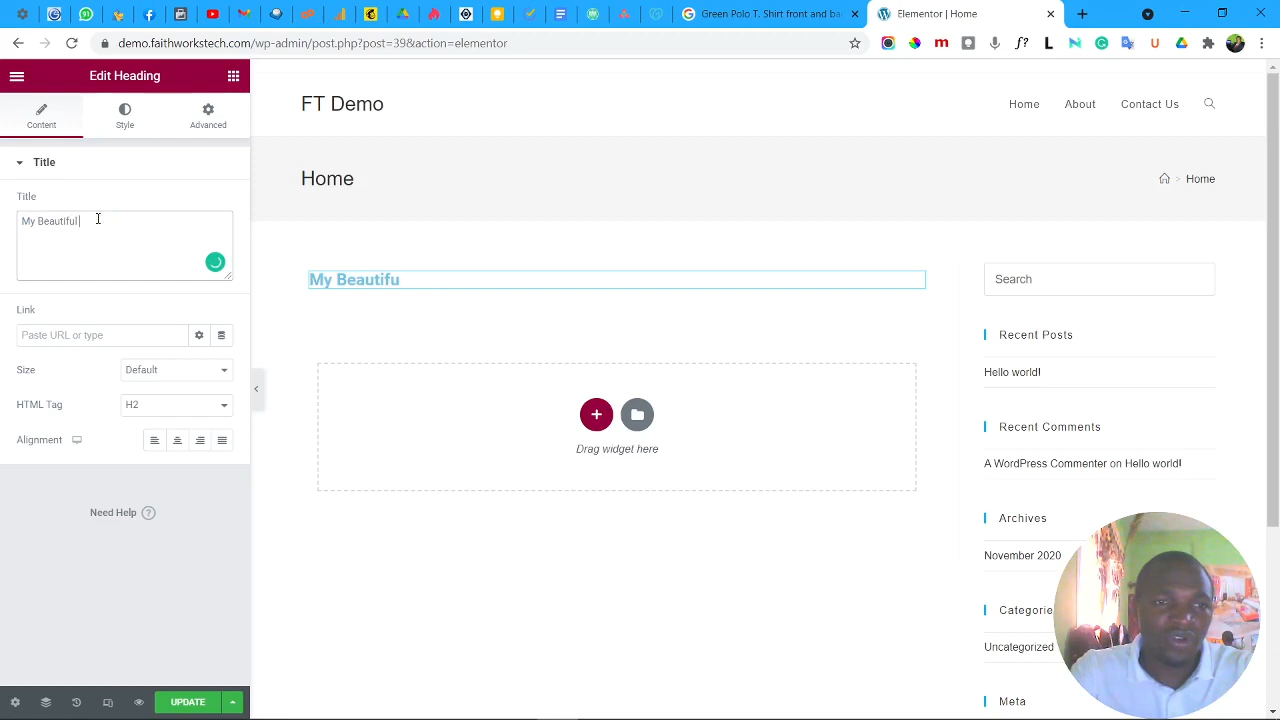 Green Polo T. Shirt front and ba
Elementor | Home
demo.faithworkstech.com/wp-admin/post.php?post=39&action=elementor
Edit Heading
Content
Style
Advanced
Title
Title
My Beautiful
Link
Paste URL or type
Size
Default
HTML Tag
H2
Alignment
Need Help ?
UPDATE
FT Demo
Home
About
Contact Us
Home
> Home
My Beautifu
Drag widget here
Search
Recent Posts
Hello world!
Recent Comments
A WordPress Commenter on Hello world!
Archives
November 2020
Categorie
Uncategorized
Meta